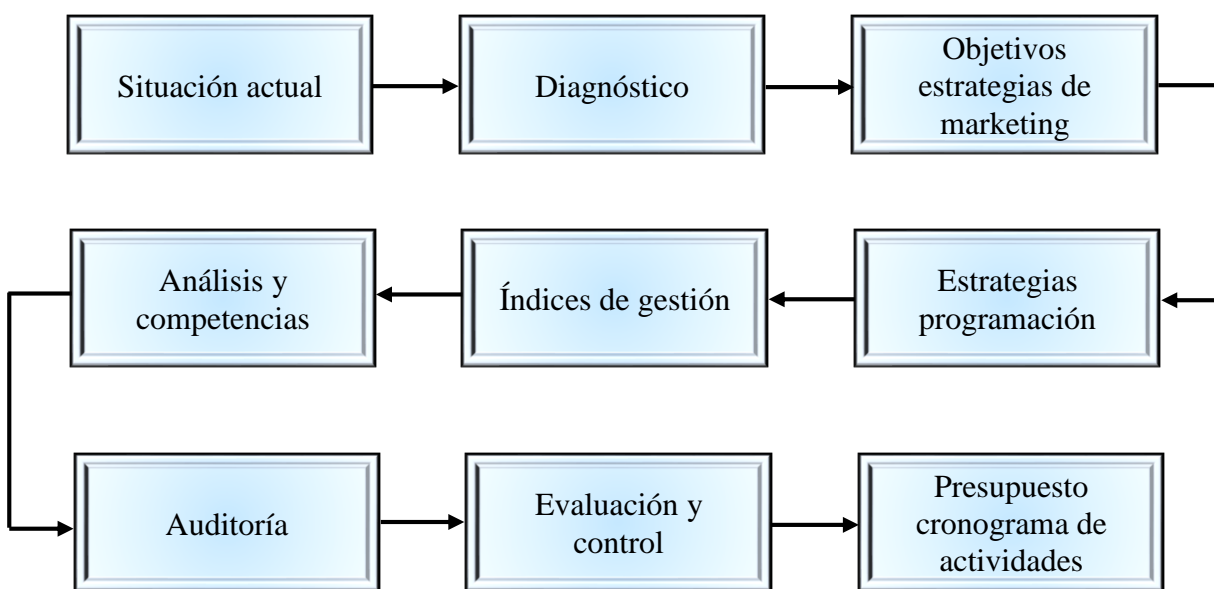 Situación actual
Diagnóstico
Objetivos
estrategias de
marketing
Estrategias
programación
Índices de gestión
Análisis y
competencias
Auditoría
Evaluación y
control
Presupuesto
cronograma de
actividades